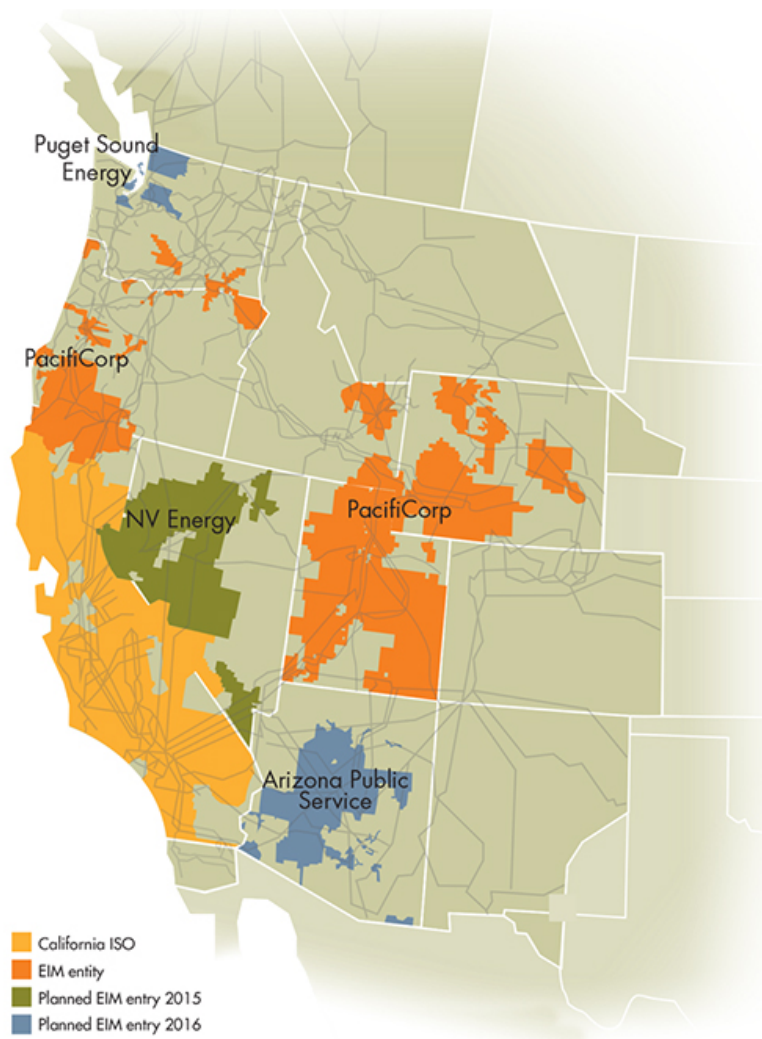 Puget Sound
Energy
PacifiCorp
NV Energy
PacifiCorp
Arizona Public
Service
California ISO
EIM entity
Planned EIM entry 2015
Planned EIM entry 2016